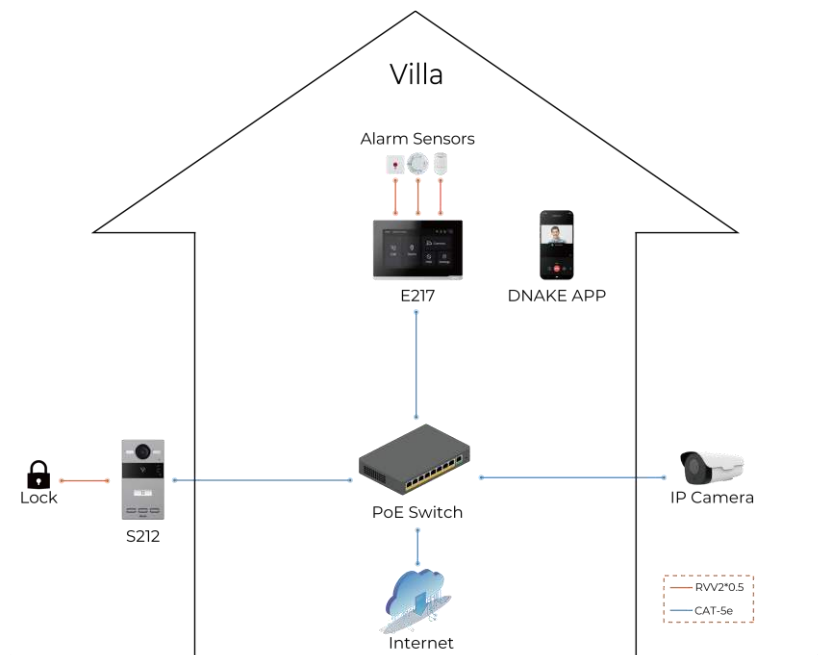 Villa
Alarm Sensors
E217
DNAKE APP
Lock
S212
PoE Switch
IP Camera
Internet
RVV2*0.5
CAT-5e